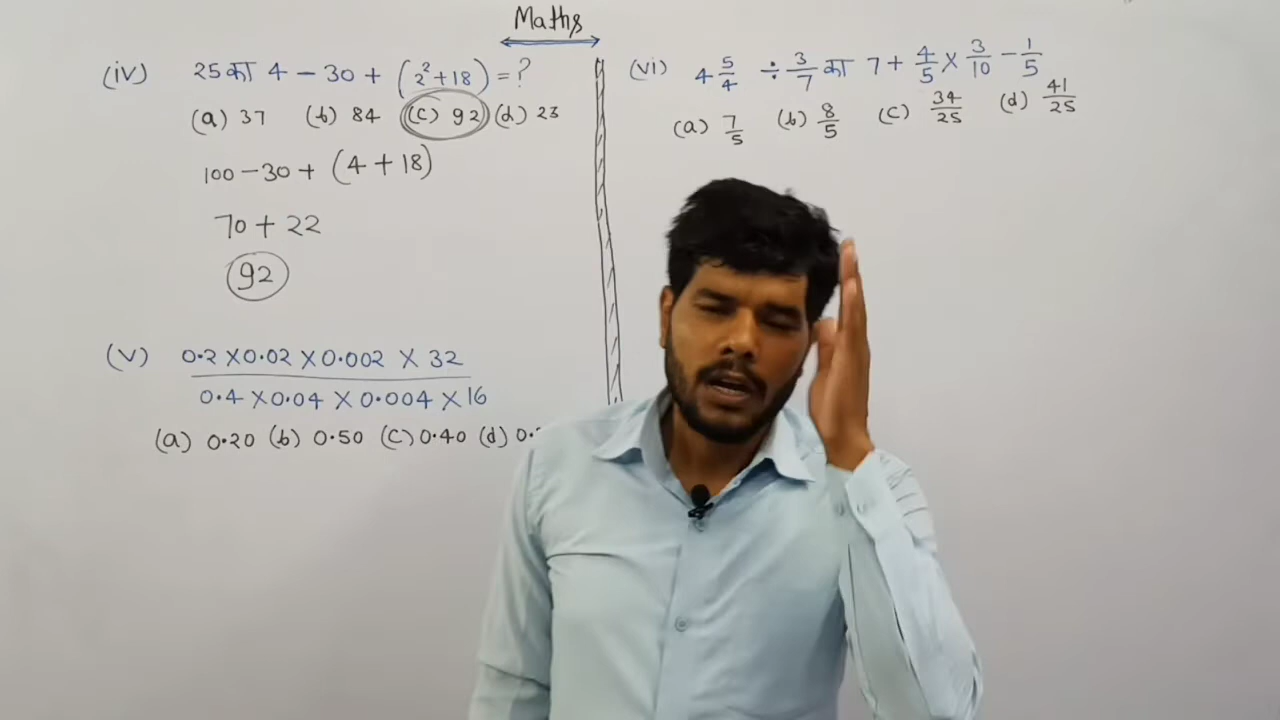 Maths
(iv) 25 का 4 - 30 + (2² + 18) = ?
(a) 37 (b) 84 (c) 92 (d) 23
100 - 30 + (4 + 18)
70 + 22
92
(v) 0.2 × 0.02 × 0.002 × 32
0.4 × 0.04 × 0.004 × 16
(a) 0.20 (b) 0.50 (c) 0.40 (d)
(vi) 4 5/4 ÷ 3/7 का 7 + 4/5 × 3/10 - 1/5
(a) 7/5 (b) 8/5 (c) 34/25 (d) 41/25